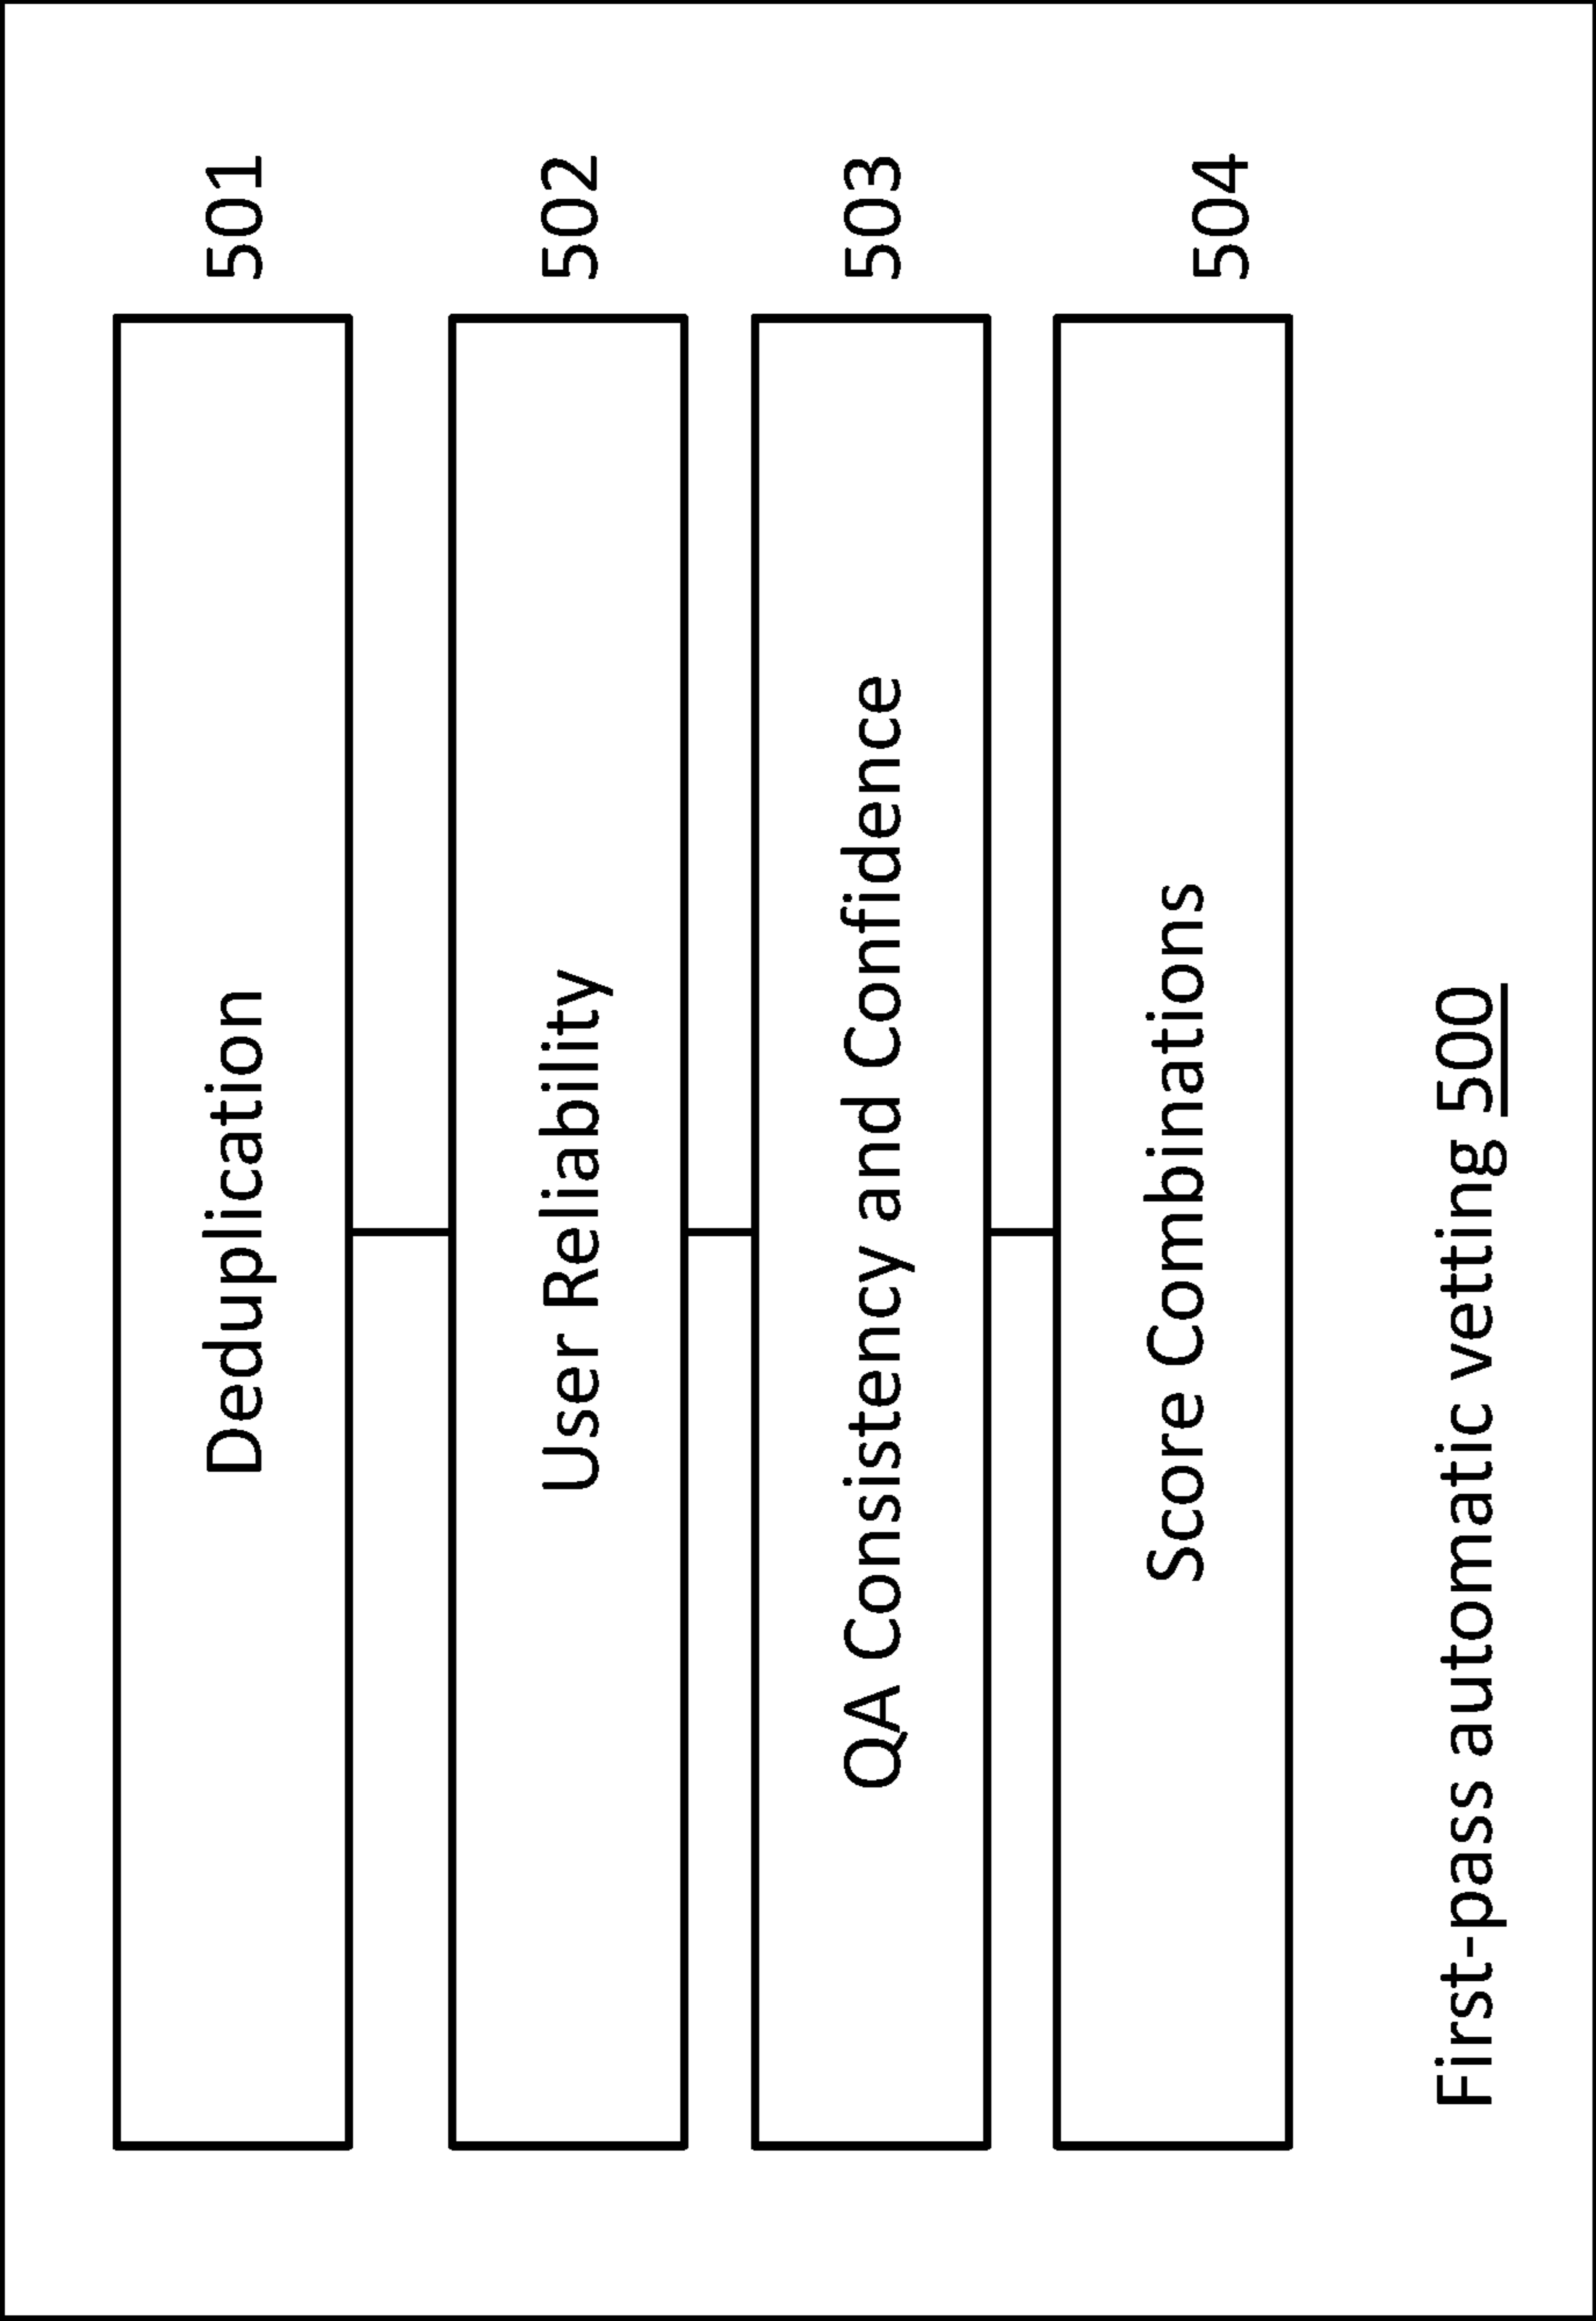 Deduplication 501
User Reliability 502
QA Consistency and Confidence 503
Score Combinations 504
First-pass automatic vetting 500